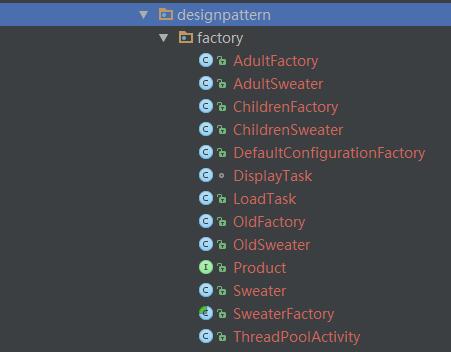 designpattern
factory
AdultFactory
AdultSweater
ChildrenFactory
ChildrenSweater
DefaultConfigurationFactory
DisplayTask
LoadTask
OldFactory
OldSweater
Product
Sweater
SweaterFactory
ThreadPoolActivity